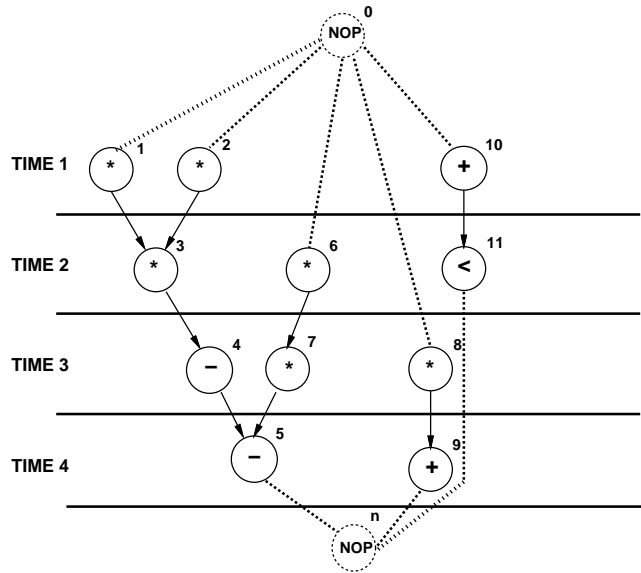 0
NOP
TIME 1
* 1
* 2
+ 10
TIME 2
* 3
* 6
< 11
TIME 3
− 4
* 7
* 8
TIME 4
− 5
+ 9
n
NOP